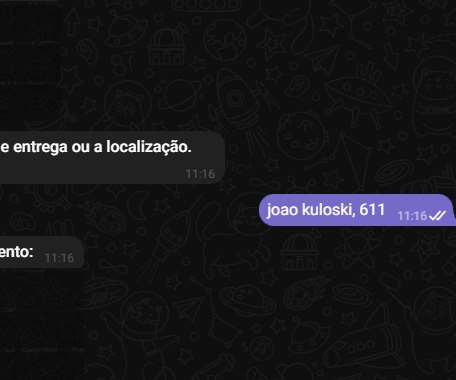 e entrega ou a localização.
11:16
joao kuloski, 611 11:16
ento: 11:16